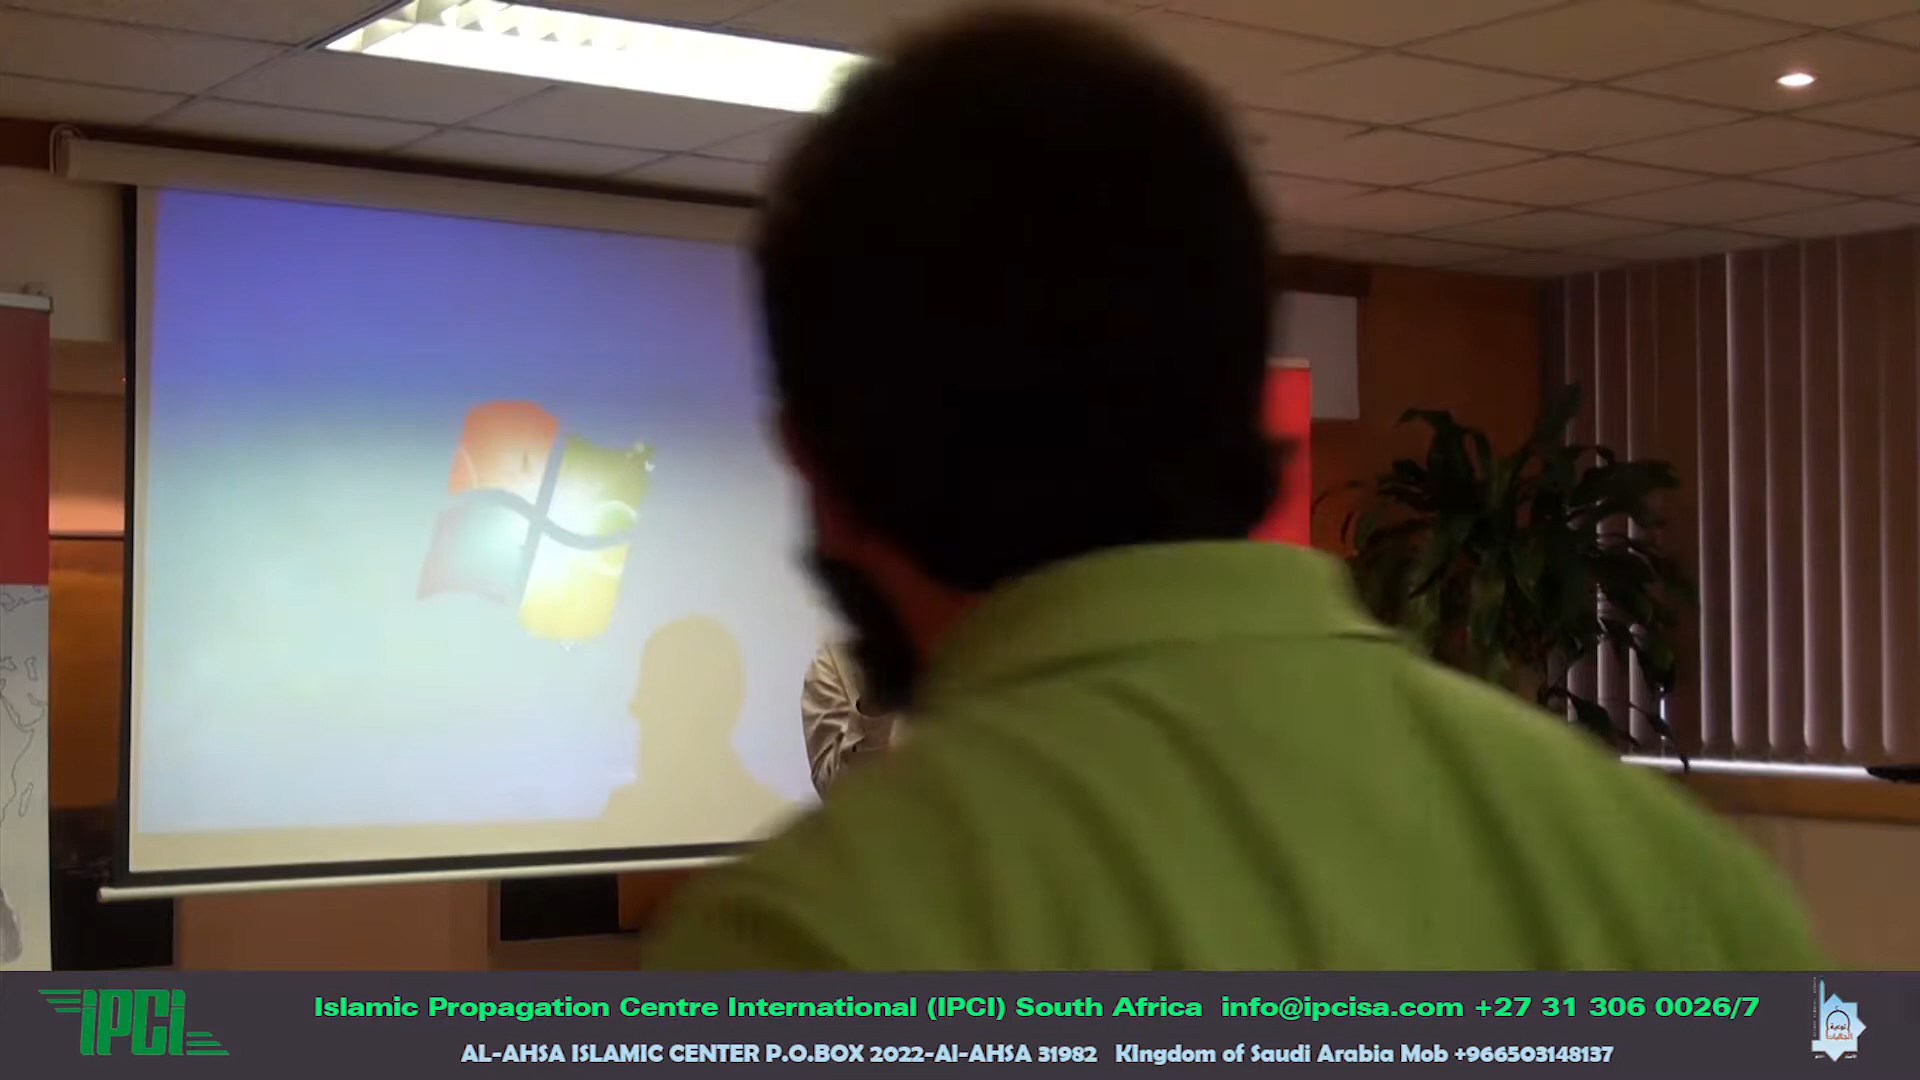 IPCI
Islamic Propagation Centre International (IPCI) South Africa info@ipcisa.com +27 31 306 0026/7
AL-AHSA ISLAMIC CENTER P.O.BOX 2022-Al-AHSA 31982 KIngdom of Saudi Arabia Mob +966503148137